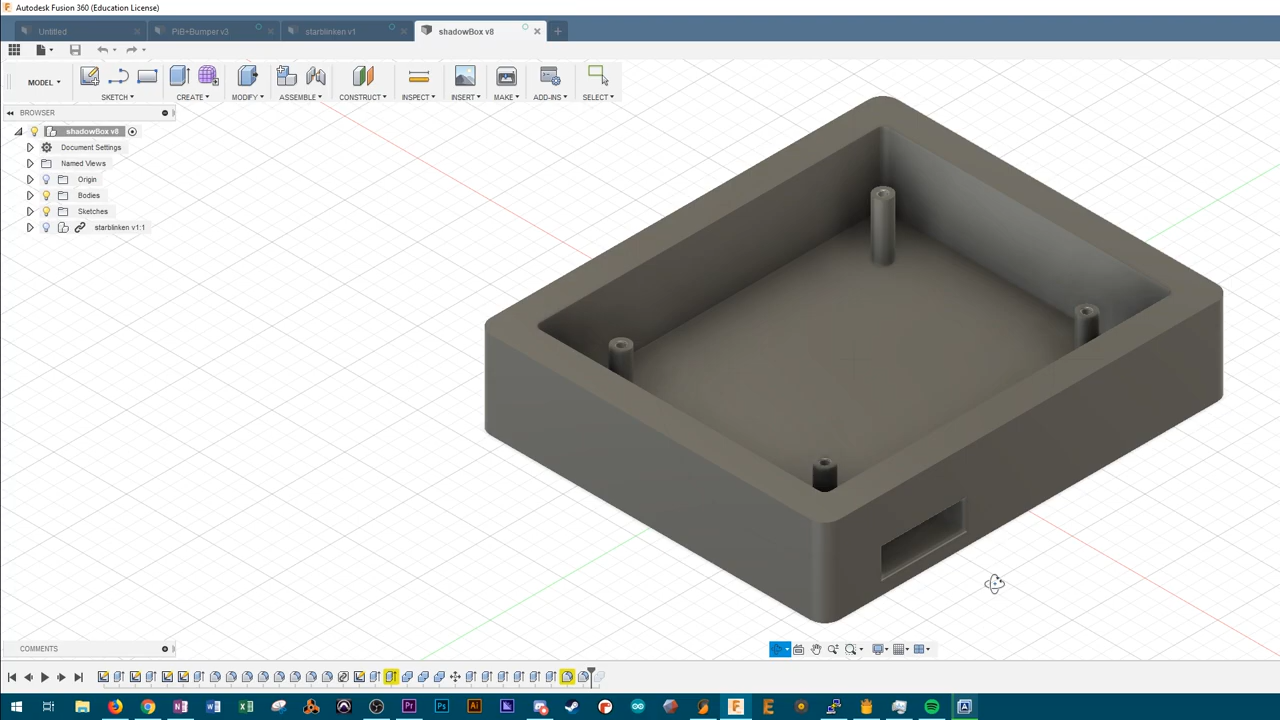 Autodesk Fusion 360 (Education License)
Untitled
PiB+Bumper v3
starblinken v1
shadowBox v8
MODEL
SKETCH
CREATE
MODIFY
ASSEMBLE
CONSTRUCT
INSPECT
INSERT
MAKE
ADD-INS
SELECT
BROWSER
shadowBox v8
Document Settings
Named Views
Origin
Bodies
Sketches
starblinken v1:1
COMMENTS